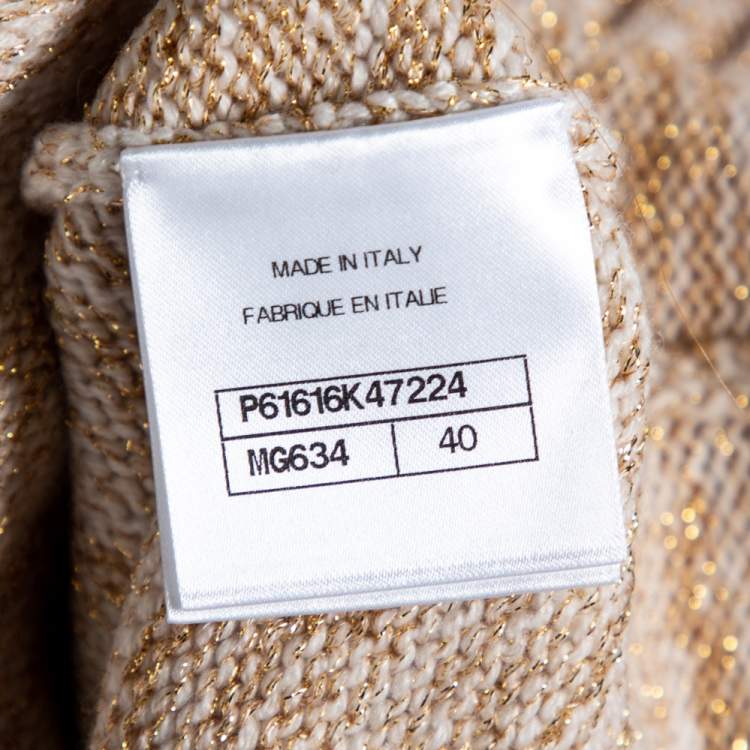 MADE IN ITALY
FABRIQUE EN ITALIE
P61616K47224
MG634 40